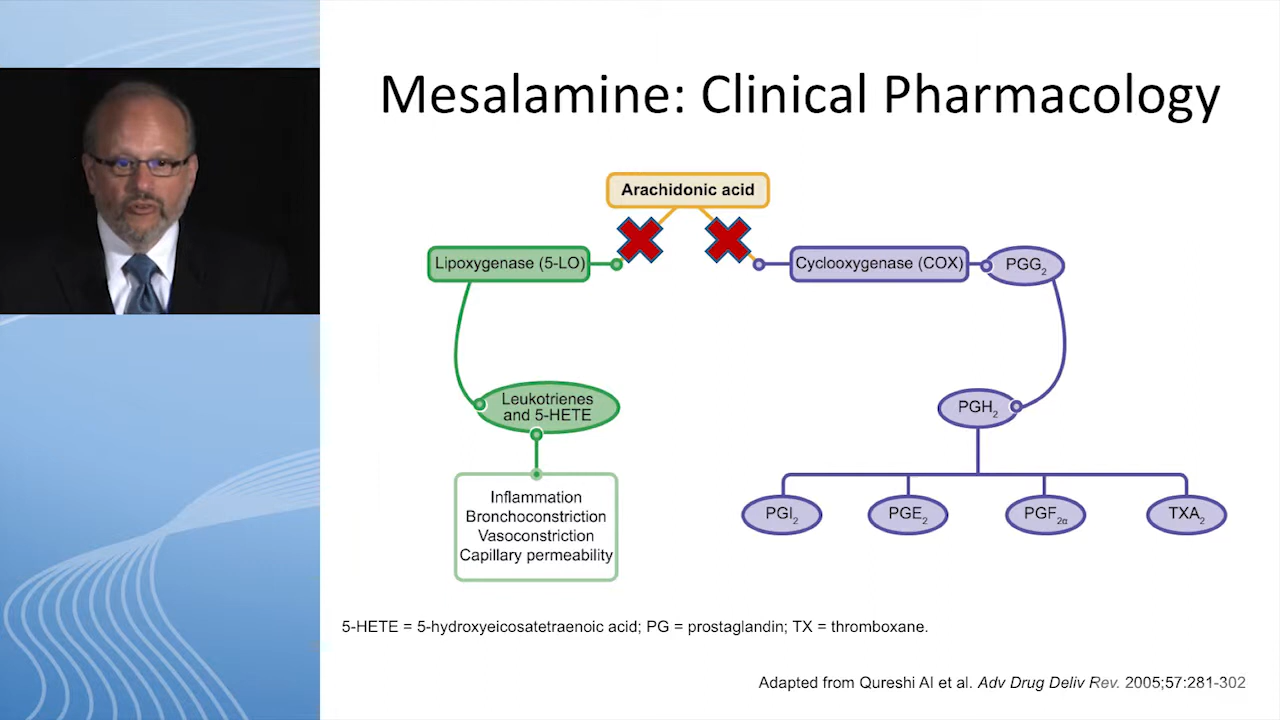 Mesalamine: Clinical Pharmacology
Arachidonic acid
Lipoxygenase (5-LO)
Cyclooxygenase (COX)
PGG2
Leukotrienes
and 5-HETE
PGH2
Inflammation
Bronchoconstriction
Vasoconstriction
Capillary permeability
PGI2
PGE2
PGF2α
TXA2
5-HETE = 5-hydroxyeicosatetraenoic acid; PG = prostaglandin; TX = thromboxane.
Adapted from Qureshi AI et al. Adv Drug Deliv Rev. 2005;57:281-302